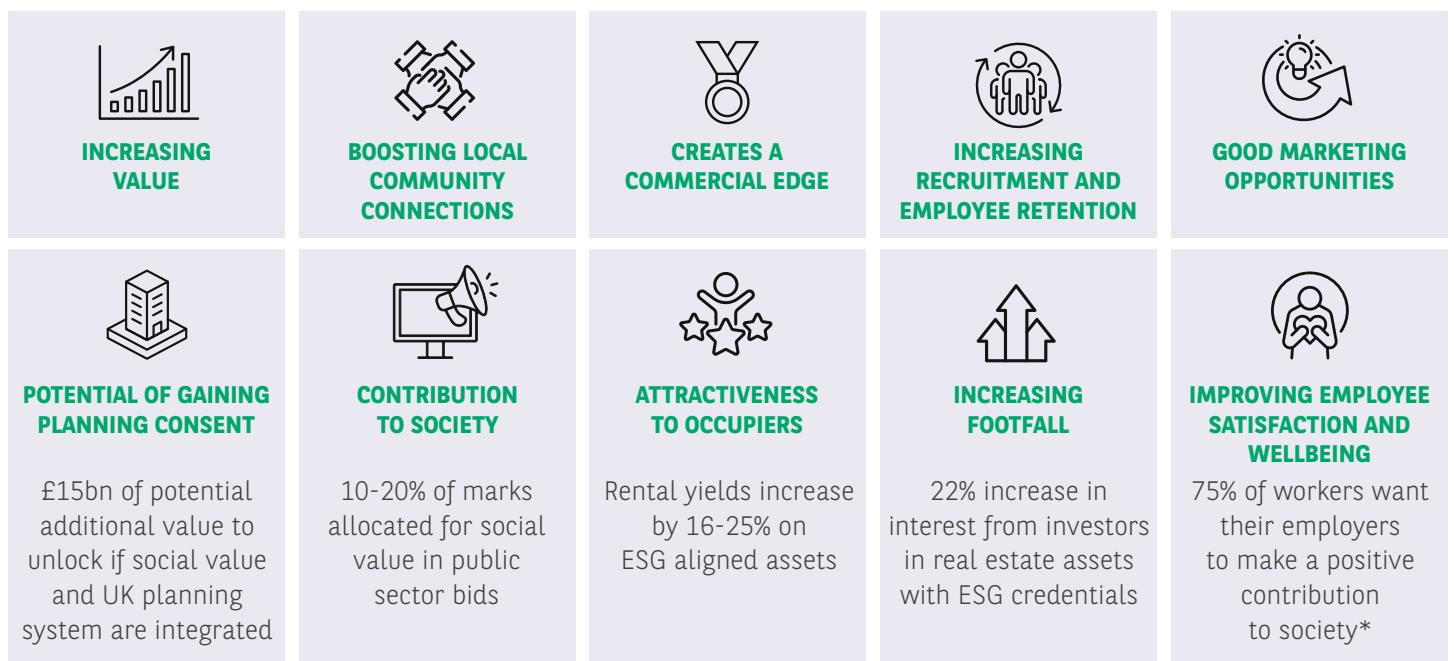 INCREASING
VALUE
BOOSTING LOCAL
COMMUNITY
CONNECTIONS
CREATES A
COMMERCIAL EDGE
INCREASING
RECRUITMENT AND
EMPLOYEE RETENTION
GOOD MARKETING
OPPORTUNITIES
POTENTIAL OF GAINING
PLANNING CONSENT
£15bn of potential
additional value to
unlock if social value
and UK planning
system are integrated
CONTRIBUTION
TO SOCIETY
10-20% of marks
allocated for social
value in public
sector bids
ATTRACTIVENESS
TO OCCUPIERS
Rental yields increase
by 16-25% on
ESG aligned assets
INCREASING
FOOTFALL
22% increase in
interest from investors
in real estate assets
with ESG credentials
IMPROVING EMPLOYEE
SATISFACTION AND
WELLBEING
75% of workers want
their employers
to make a positive
contribution
to society*